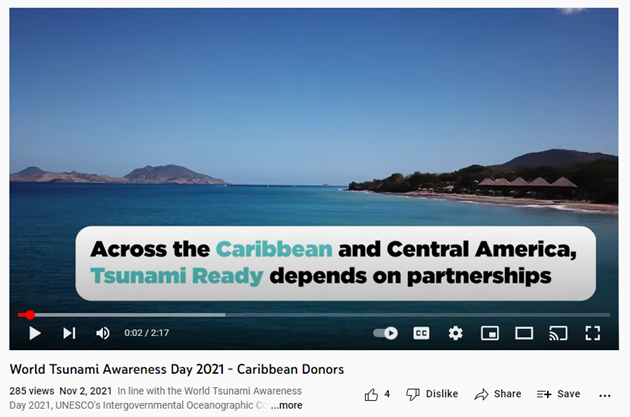 Across the Caribbean and Central America,
Tsunami Ready depends on partnerships
0:02 / 2:17
CC
World Tsunami Awareness Day 2021 - Caribbean Donors
285 views Nov 2, 2021 In line with the World Tsunami Awareness
Day 2021, UNESCO's Intergovernmental Oceanographic ...more
4 Dislike Share Save